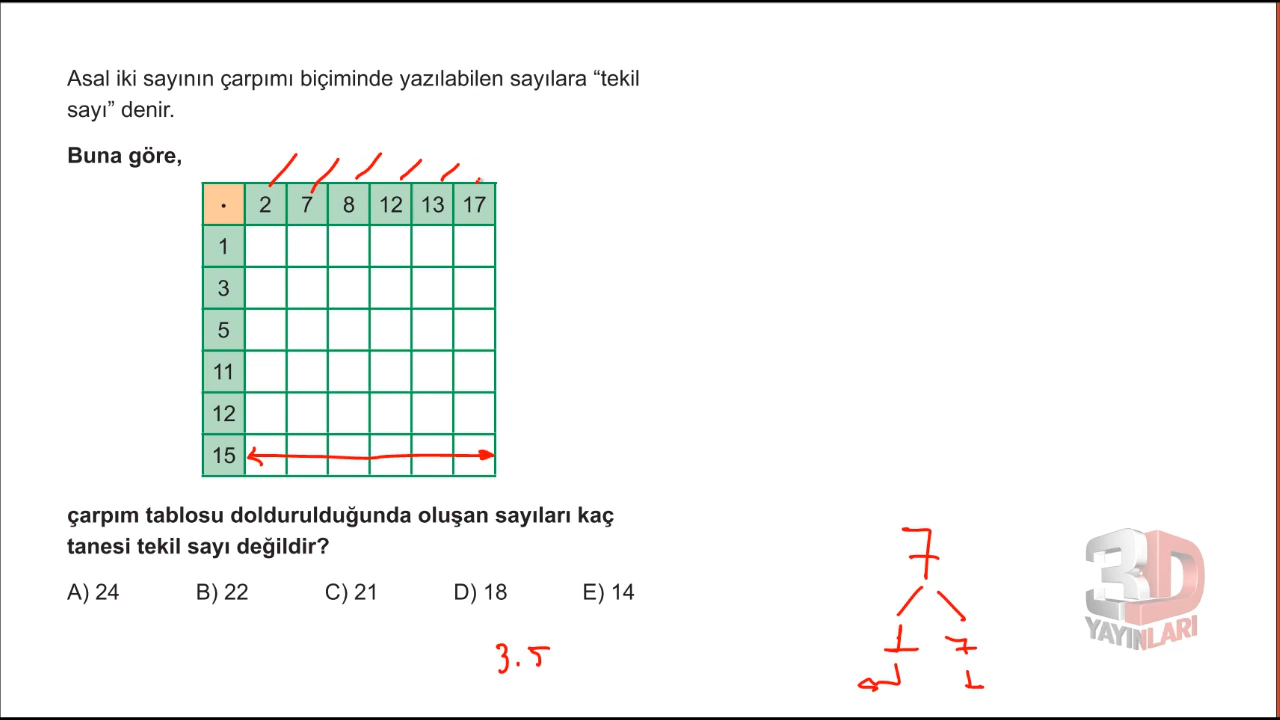 Asal iki sayının çarpımı biçiminde yazılabilen sayılara “tekil
sayı” denir.
Buna göre,
· 2 7 8 12 13 17
1
3
5
11
12
15
çarpım tablosu doldurulduğunda oluşan sayıları kaç
tanesi tekil sayı değildir?
A) 24 B) 22 C) 21 D) 18 E) 14
7
1 7
3.5
3D
YAYINLARI